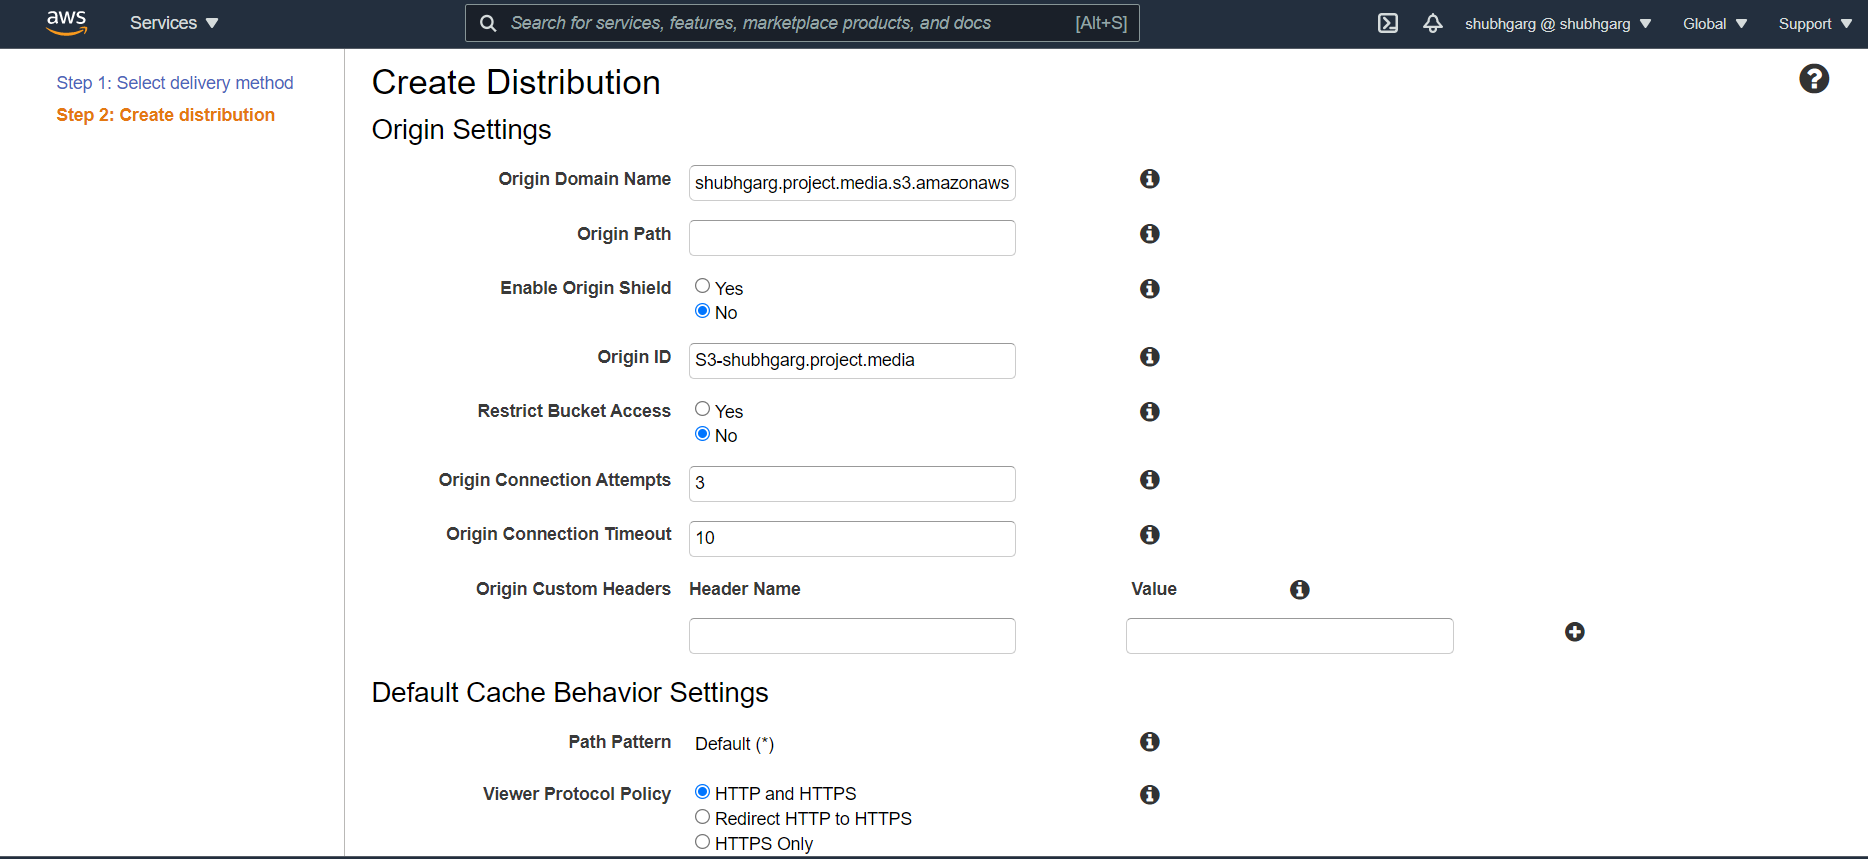 aws Services Search for services, features, marketplace products, and docs [Alt+S] shubhgarg @ shubhgarg Global Support
Step 1: Select delivery method
Step 2: Create distribution
Create Distribution
Origin Settings
Origin Domain Name shubhgarg.project.media.s3.amazonaws
Origin Path
Enable Origin Shield Yes
No
Origin ID S3-shubhgarg.project.media
Restrict Bucket Access Yes
No
Origin Connection Attempts 3
Origin Connection Timeout 10
Origin Custom Headers Header Name Value
Default Cache Behavior Settings
Path Pattern Default (*)
Viewer Protocol Policy HTTP and HTTPS
Redirect HTTP to HTTPS
HTTPS Only